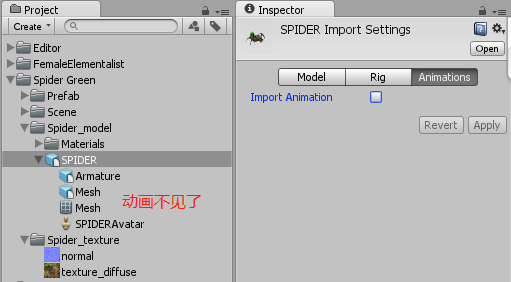 Project
Create
Editor
FemaleElementalist
Spider Green
Prefab
Scene
Spider_model
Materials
SPIDER
Armature
Mesh
Mesh
SPIDERAvatar
动画不见了
Spider_texture
normal
texture_diffuse
Inspector
SPIDER Import Settings
Open
Model Rig Animations
Import Animation
Revert Apply